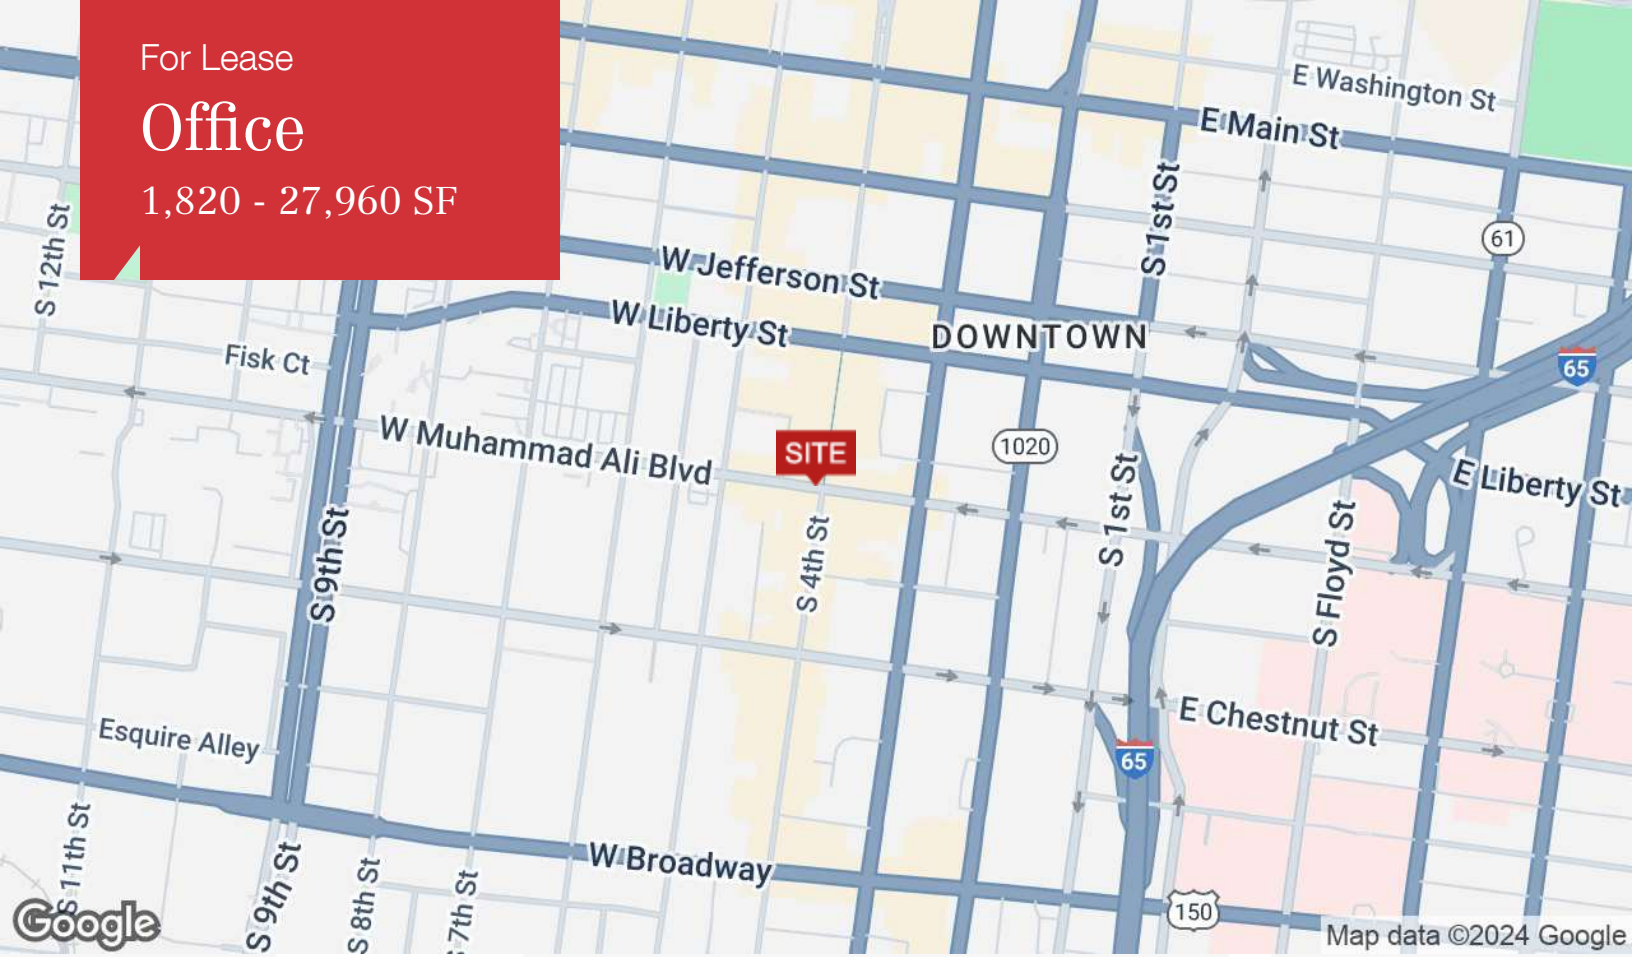 For Lease
Office
1,820 - 27,960 SF
E Washington St
E Main St
S 1st St
61
S 12th St
W Jefferson St
W Liberty St
DOWNTOWN
Fisk Ct
65
W Muhammad Ali Blvd
SITE
1020
E Liberty St
S 1st St
S 9th St
S 4th St
S Floyd St
E Chestnut St
Esquire Alley
65
S 11th St
W Broadway
S 9th St
S 8th St
S 7th St
150
Google
Map data ©2024 Google